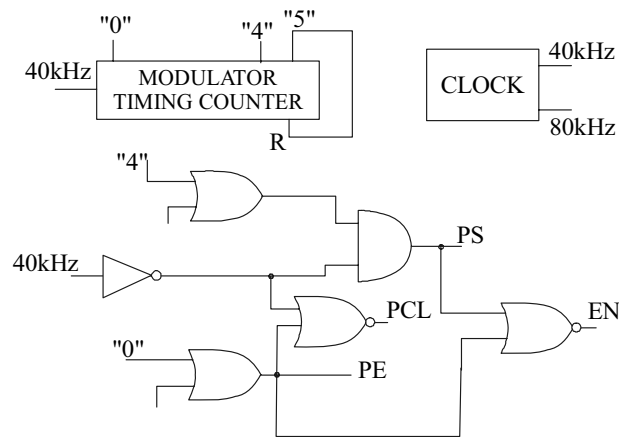 "0"
"4"
"5"
40kHz
MODULATOR
TIMING COUNTER
R
CLOCK
40kHz
80kHz
"4"
PS
40kHz
PCL
EN
"0"
PE